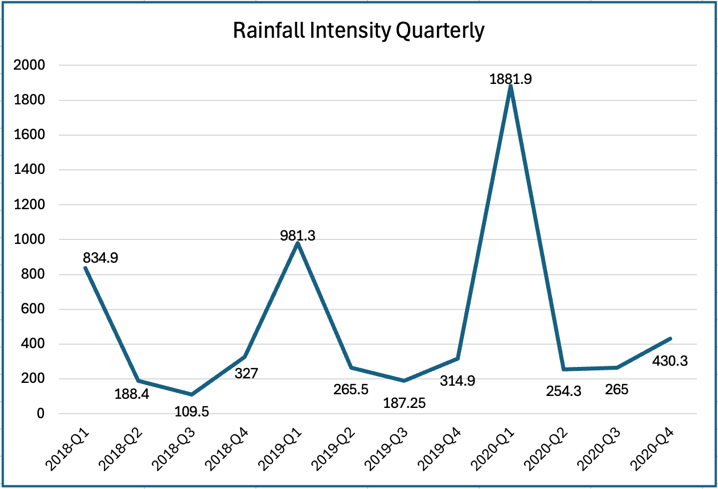 Rainfall Intensity Quarterly
2000
1800
1600
1400
1200
1000
800
600
400
200
0
834.9
188.4
109.5
327
981.3
265.5
187.25
314.9
1881.9
254.3
265
430.3
2018-Q1
2018-Q2
2018-Q3
2018-Q4
2019-Q1
2019-Q2
2019-Q3
2019-Q4
2020-Q1
2020-Q2
2020-Q3
2020-Q4